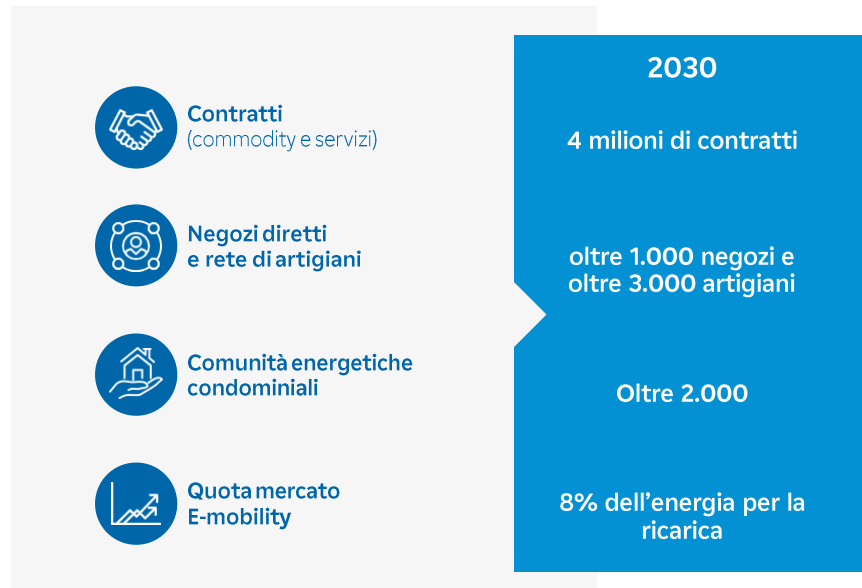 2030
Contratti
(commodity e servizi)
4 milioni di contratti
Negozi diretti
e rete di artigiani
oltre 1.000 negozi e
oltre 3.000 artigiani
Comunità energetiche
condominiali
Oltre 2.000
Quota mercato
E-mobility
8% dell’energia per la
ricarica